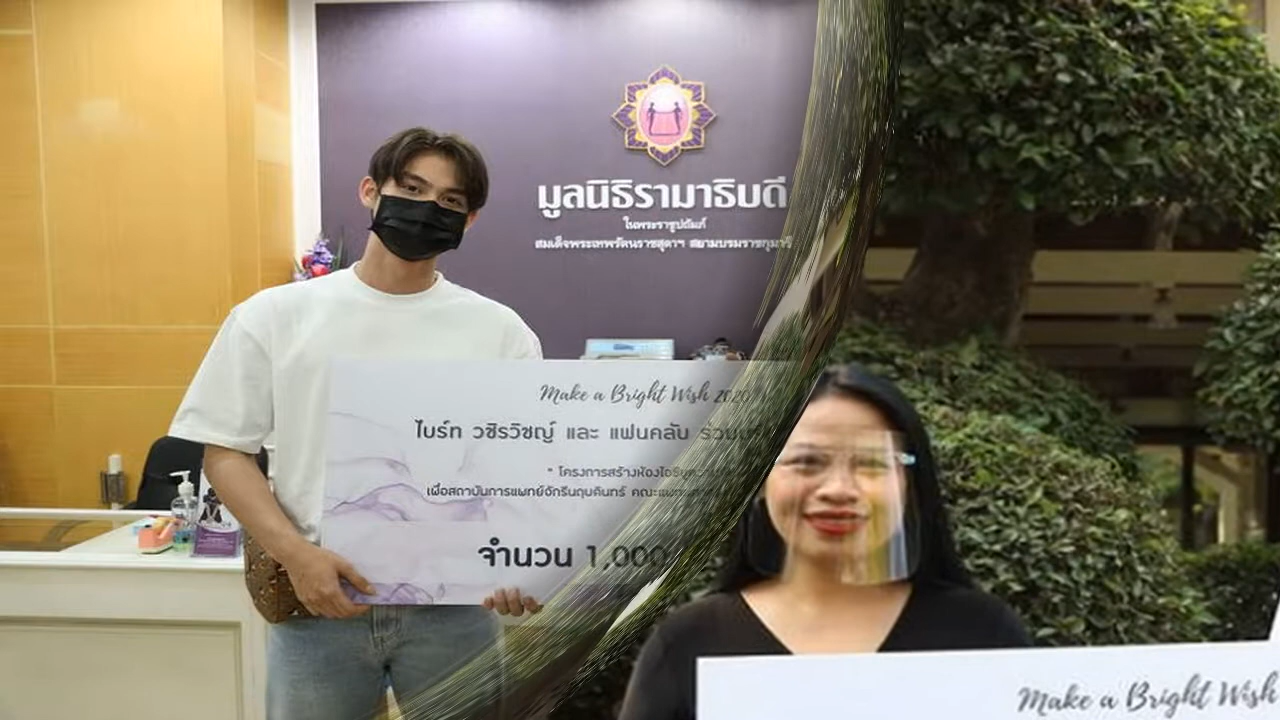 มูลนิธิรามาธิบดี
ในพระราชูปถัมภ์
สมเด็จพระเทพรัตนราชสุดาฯ สยามบรมราชกุมารี
Make a Bright Wish 2020
ไบร์ท วชิรวิชญ์ และ แฟนคลับ
เพื่อสถาบันการแพทย์จักรีนฤบดินทร์
จำนวน 1,000
Make a Bright Wish